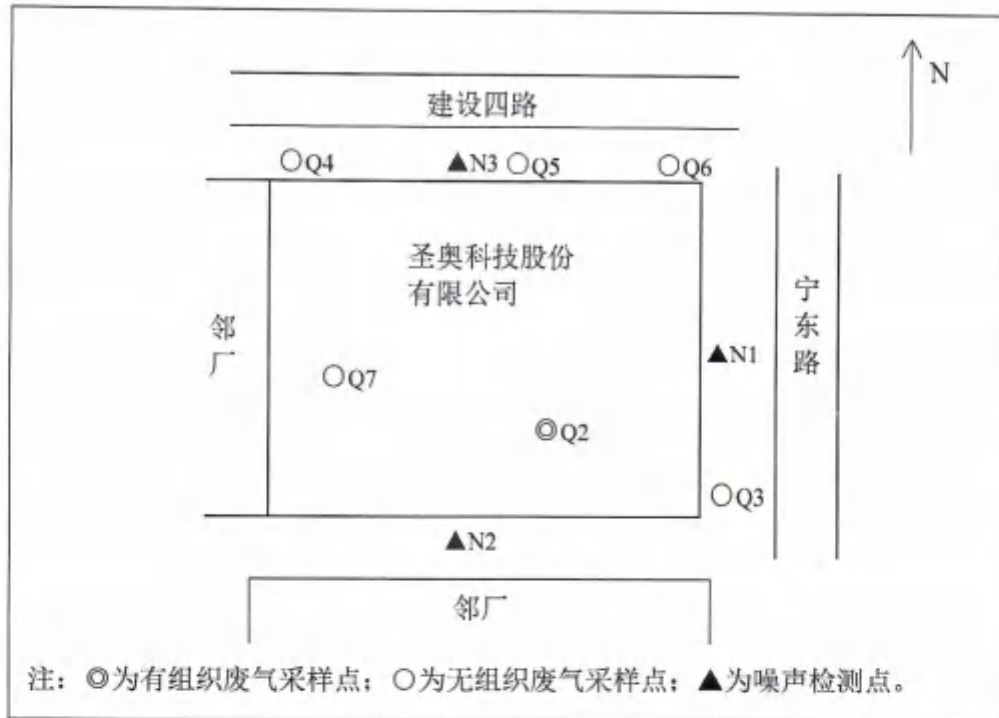 N
建设四路
○Q4
▲N3
○Q5
○Q6
圣奥科技股份
有限公司
宁东路
邻厂
▲N1
○Q7
◎Q2
○Q3
▲N2
邻厂
注：◎为有组织废气采样点；○为无组织废气采样点；▲为噪声检测点。